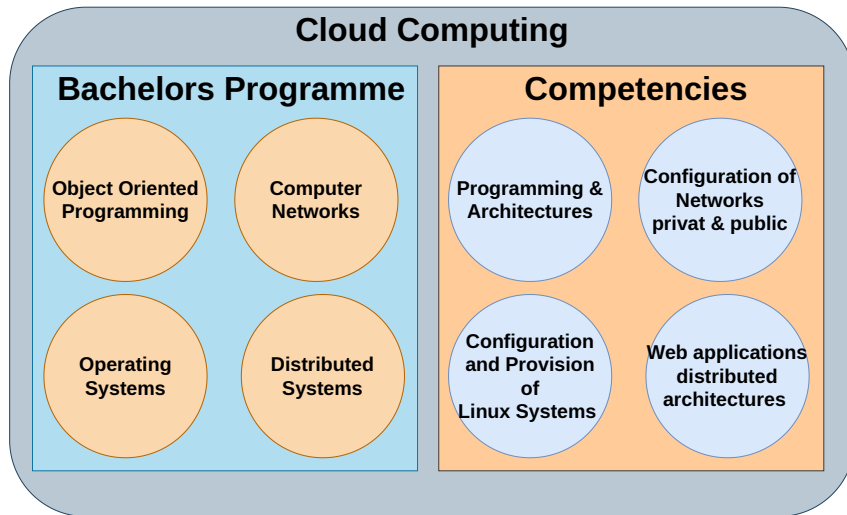 Cloud Computing
Bachelors Programme
Object Oriented
Programming
Computer
Networks
Operating
Systems
Distributed
Systems
Competencies
Programming &
Architectures
Configuration of
Networks
privat & public
Configuration
and Provision
of
Linux Systems
Web applications
distributed
architectures